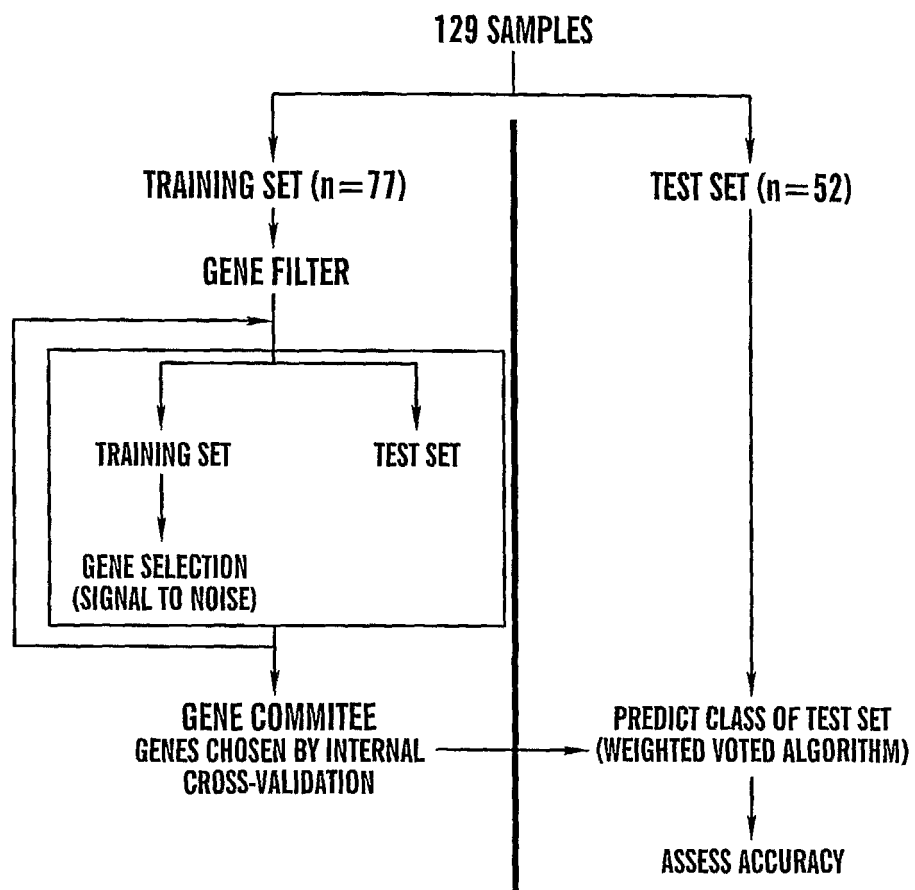 129 SAMPLES
TRAINING SET (n=77)
TEST SET (n=52)
GENE FILTER
TRAINING SET
TEST SET
GENE SELECTION
(SIGNAL TO NOISE)
GENE COMMITEE
GENES CHOSEN BY INTERNAL
CROSS-VALIDATION
PREDICT CLASS OF TEST SET
(WEIGHTED VOTED ALGORITHM)
ASSESS ACCURACY